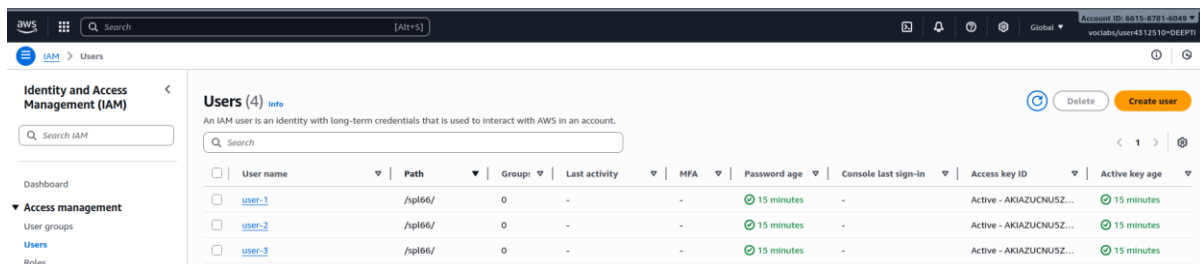 aws Search [Alt+S] Global Account ID: 6615-8781-6049
voclabs/user4312510=DEEPTI
IAM > Users
Identity and Access Management (IAM)
Search IAM
Dashboard
Access management
User groups
Users
Roles
Users (4) Info
Delete Create user
An IAM user is an identity with long-term credentials that is used to interact with AWS in an account.
Search
1
User name Path Group: Last activity MFA Password age Console last sign-in Access key ID Active key age
user-1 /spl66/ 0 - - 15 minutes - Active - AKIAZUCNU5Z... 15 minutes
user-2 /spl66/ 0 - - 15 minutes - Active - AKIAZUCNU5Z... 15 minutes
user-3 /spl66/ 0 - - 15 minutes - Active - AKIAZUCNU5Z... 15 minutes